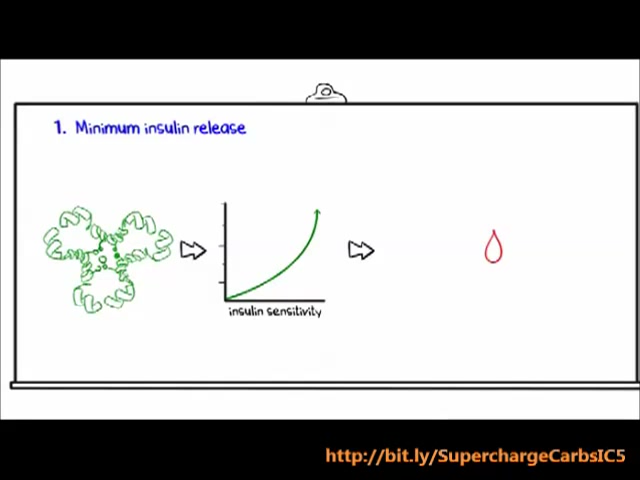 1. Minimum insulin release
insulin sensitivity
http://bit.ly/SuperchargeCarbsIC5